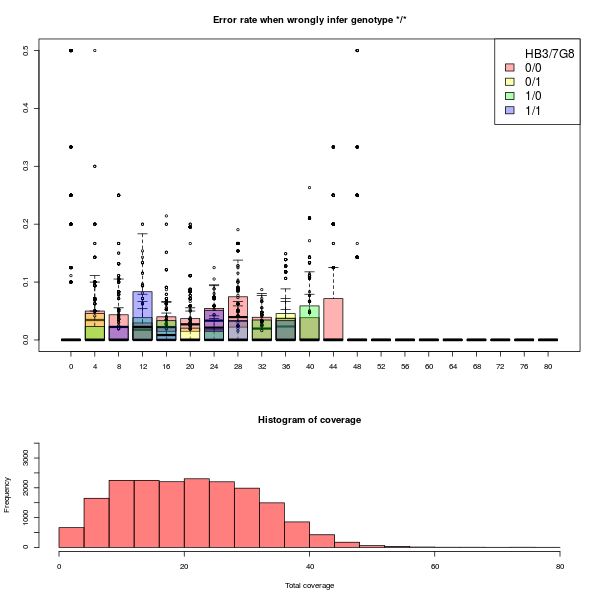 Error rate when wrongly infer genotype */*
HB3/7G8
0/0
0/1
1/0
1/1
0.5
0.4
0.3
0.2
0.1
0.0
0 4 8 12 16 20 24 28 32 36 40 44 48 52 56 60 64 68 72 76 80
Histogram of coverage
Frequency
3000
2000
1000
0
0 20 40 60 80
Total coverage